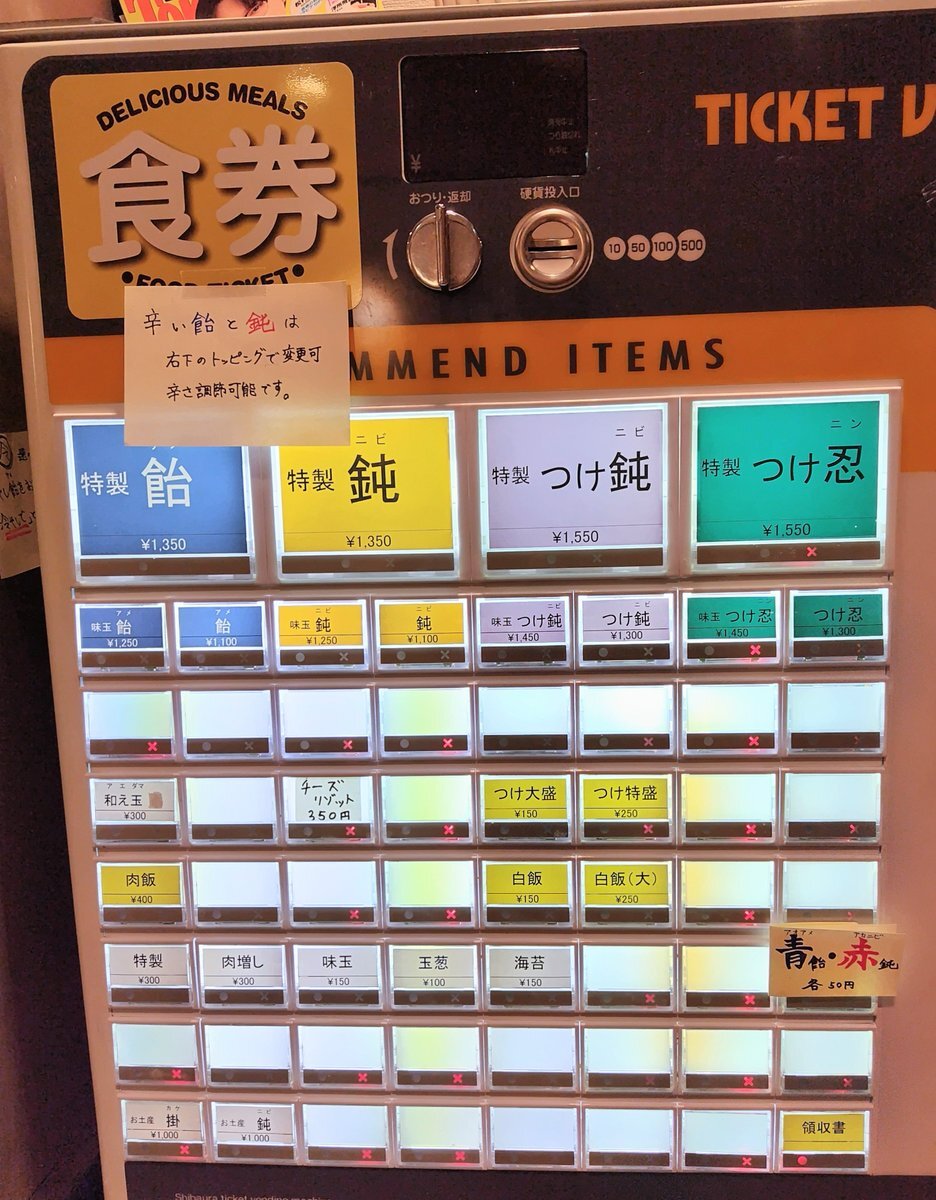 DELICIOUS MEALS
食券
おつり・返却
硬貨投入口
10 50 100 500
¥
TICKET V
辛い飴と鈍は
右下のトッピングで変更可
辛さ調節可能です。
MMEND ITEMS
特製 飴
¥1,350
ニビ
特製 鈍
¥1,350
ニビ
特製 つけ鈍
¥1,550
ニン
特製 つけ忍
¥1,550
アメ
味玉 飴
¥1,250
アメ
飴
¥1,100
ニビ
味玉 鈍
¥1,250
ニビ
鈍
¥1,100
ニビ
味玉 つけ鈍
¥1,450
ニビ
つけ鈍
¥1,300
ニン
味玉 つけ忍
¥1,450
ニン
つけ忍
¥1,300
アエダマ
和え玉
¥300
チーズ
リゾット
350円
つけ大盛
¥150
つけ特盛
¥250
肉飯
¥400
白飯
¥150
白飯(大)
¥250
特製
¥300
肉増し
¥300
味玉
¥150
玉葱
¥100
海苔
¥150
アオアメ アカニビ
青飴・赤鈍
各50円
カケ
お土産 掛
¥1,000
ニビ
お土産 鈍
¥1,000
領収書
Shibaura ticket vending